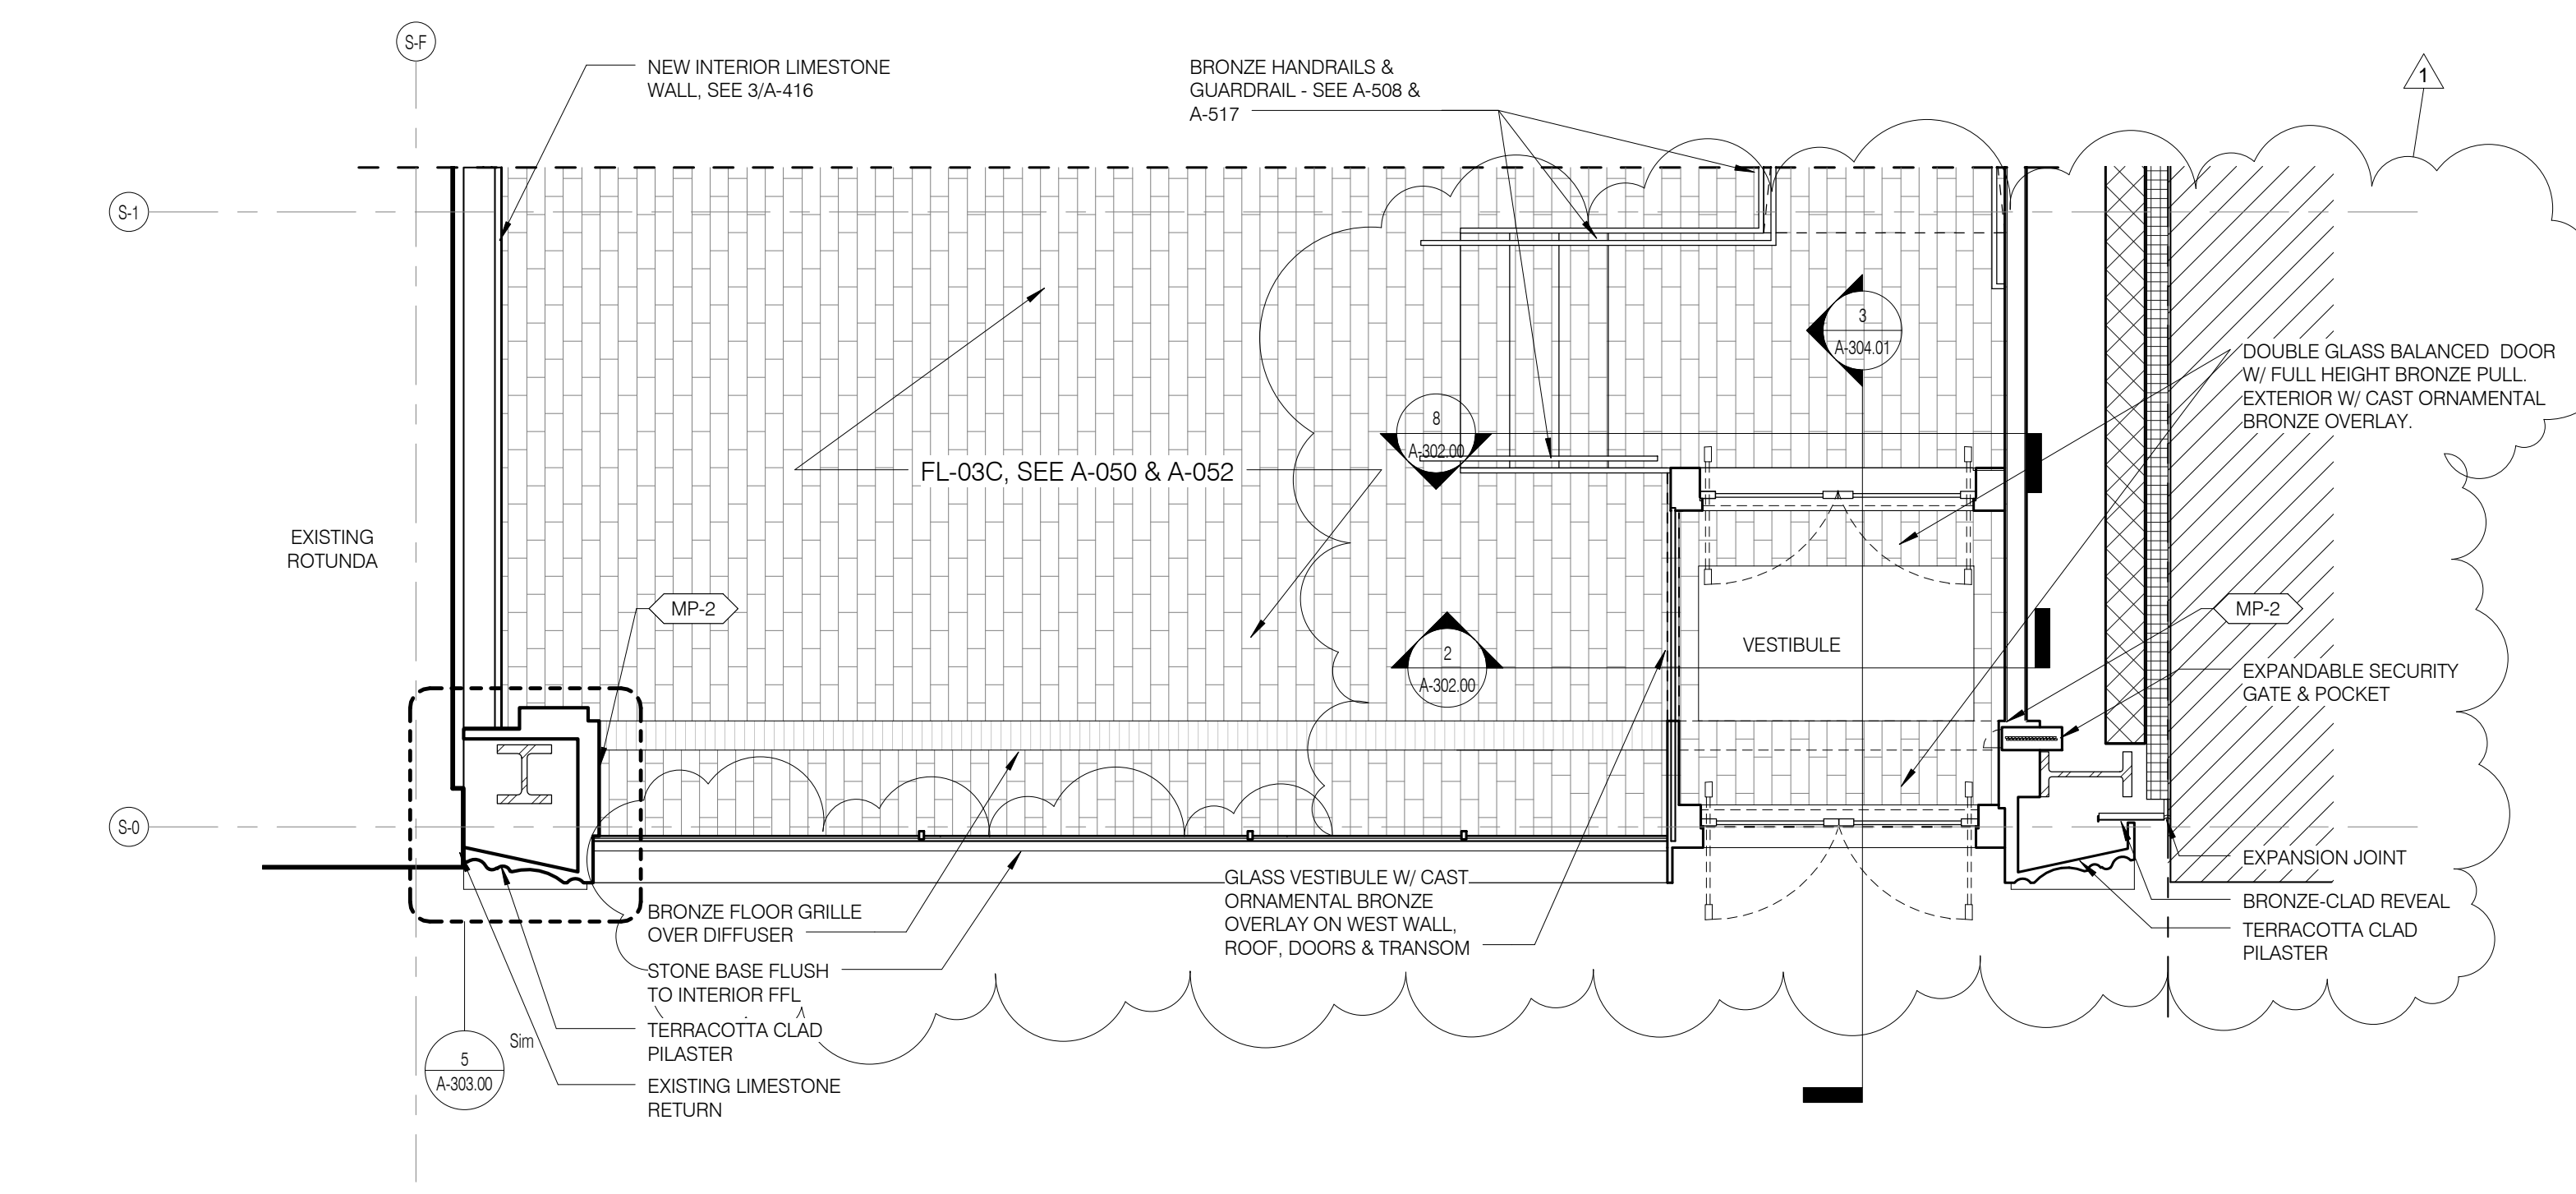 S-F
NEW INTERIOR LIMESTONE
WALL, SEE 3/A-416
BRONZE HANDRAILS &
GUARDRAIL - SEE A-508 &
A-517
1
S-1
3
A-304.01
DOUBLE GLASS BALANCED DOOR
W/ FULL HEIGHT BRONZE PULL.
EXTERIOR W/ CAST ORNAMENTAL
BRONZE OVERLAY.
8
A-302.00
FL-03C, SEE A-050 & A-052
EXISTING
ROTUNDA
MP-2
MP-2
2
A-302.00
VESTIBULE
EXPANDABLE SECURITY
GATE & POCKET
S-0
EXPANSION JOINT
GLASS VESTIBULE W/ CAST
ORNAMENTAL BRONZE
OVERLAY ON WEST WALL,
ROOF, DOORS & TRANSOM
BRONZE-CLAD REVEAL
TERRACOTTA CLAD
PILASTER
BRONZE FLOOR GRILLE
OVER DIFFUSER
STONE BASE FLUSH
TO INTERIOR FFL
TERRACOTTA CLAD
PILASTER
Sim
5
A-303.00
EXISTING LIMESTONE
RETURN